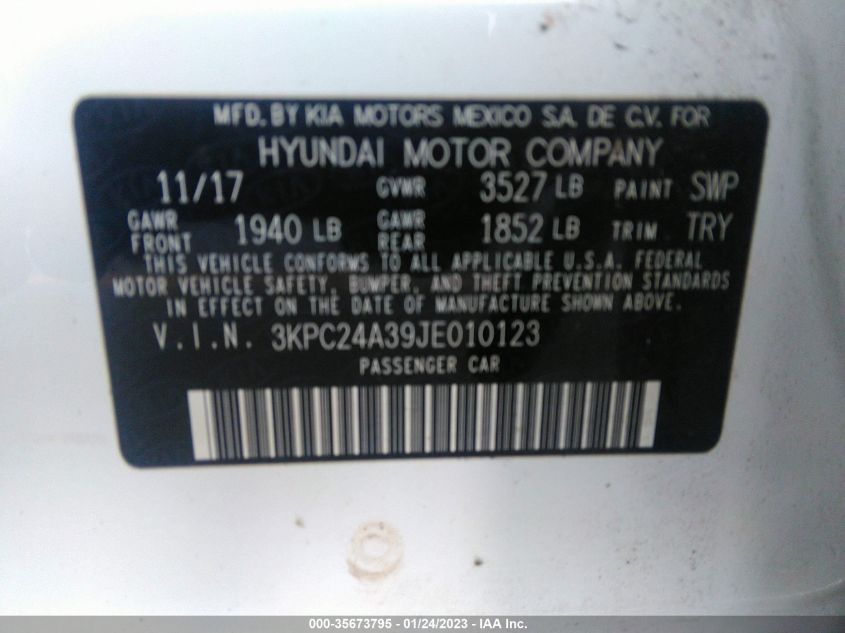 MFD. BY KIA MOTORS MEXICO S.A. DE C.V. FOR
HYUNDAI MOTOR COMPANY
11/17 GVWR 3527 LB PAINT SWP
GAWR FRONT 1940 LB GAWR REAR 1852 LB TRIM TRY
THIS VEHICLE CONFORMS TO ALL APPLICABLE U.S.A. FEDERAL
MOTOR VEHICLE SAFETY, BUMPER, AND THEFT PREVENTION STANDARDS
IN EFFECT ON THE DATE OF MANUFACTURE SHOWN ABOVE.
V.I.N. 3KPC24A39JE010123
PASSENGER CAR
000-35673795 - 01/24/2023 - IAA Inc.